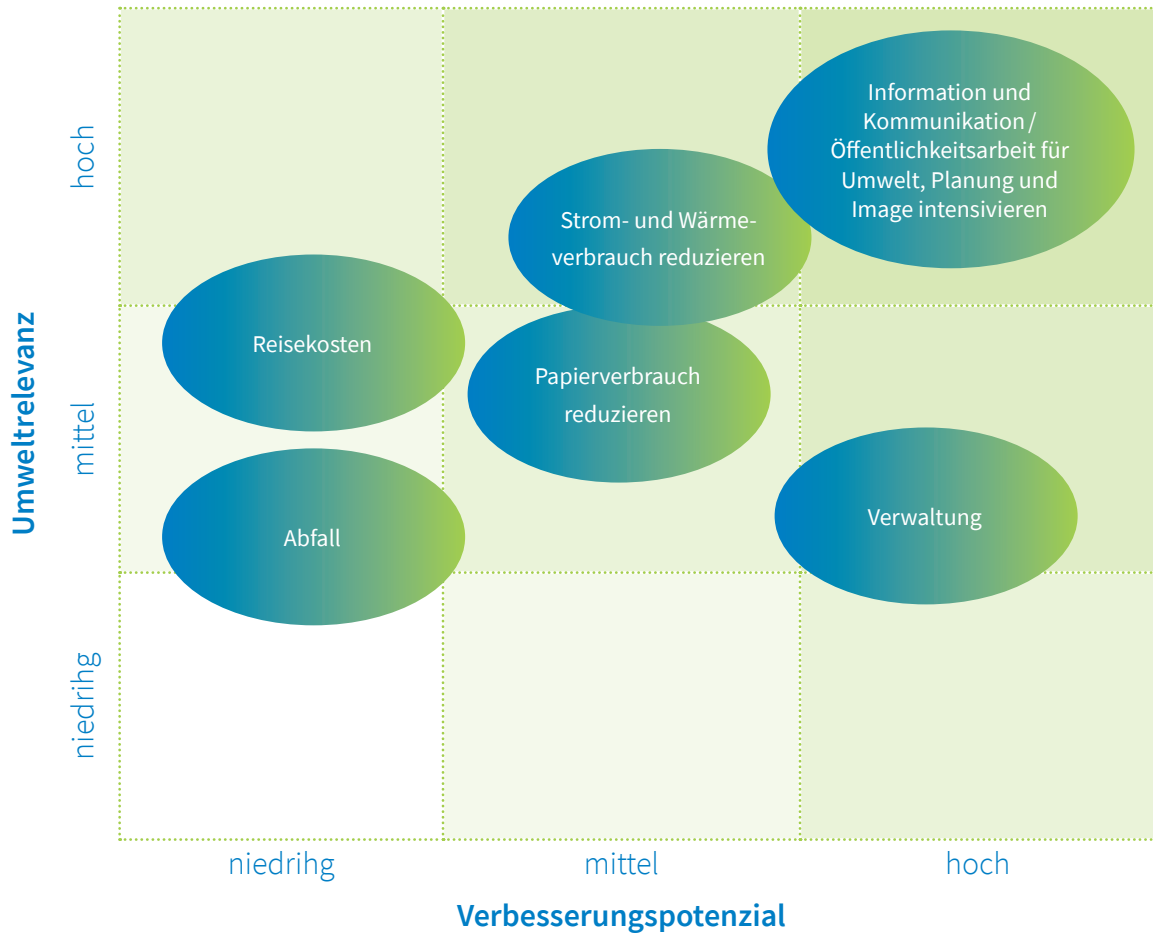 Umweltrelevanz
hoch
mittel
niedrihg
Information und
Kommunikation /
Öffentlichkeitsarbeit für
Umwelt, Planung und
Image intensivieren
Strom- und Wärme-
verbrauch reduzieren
Reisekosten
Papierverbrauch
reduzieren
Verwaltung
Abfall
niedrihg
mittel
hoch
Verbesserungspotenzial